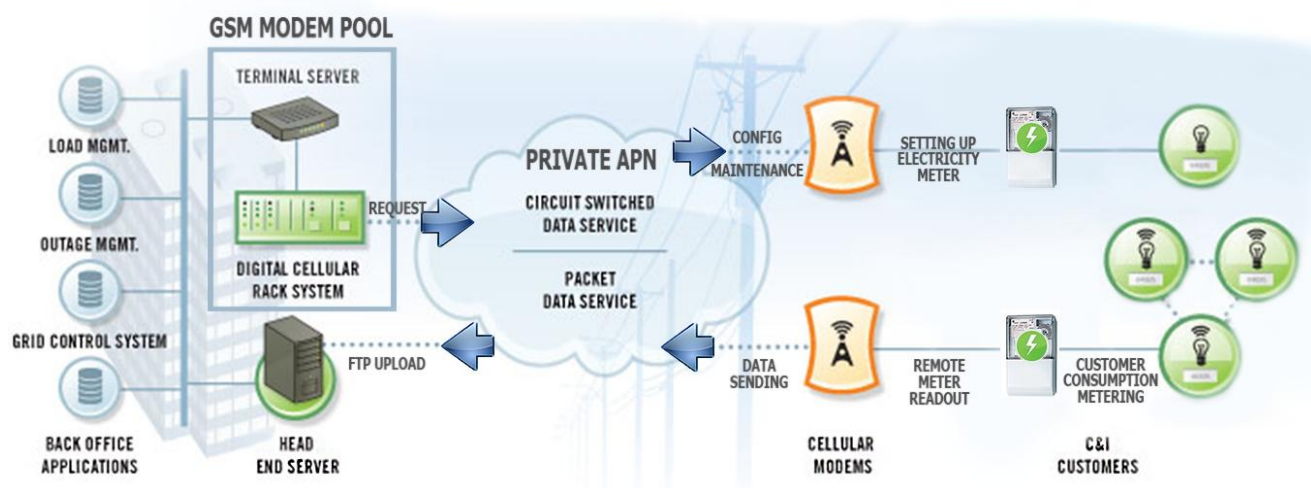 GSM MODEM POOL
TERMINAL SERVER
LOAD MGMT.
OUTAGE MGMT.
GRID CONTROL SYSTEM
BACK OFFICE
APPLICATIONS
DIGITAL CELLULAR
RACK SYSTEM
REQUEST
HEAD
END SERVER
FTP UPLOAD
PRIVATE APN
CIRCUIT SWITCHED
DATA SERVICE
PACKET
DATA SERVICE
CONFIG
MAINTENANCE
SETTING UP
ELECTRICITY
METER
DATA
SENDING
REMOTE
METER
READOUT
CUSTOMER
CONSUMPTION
METERING
CELLULAR
MODEMS
C&I
CUSTOMERS